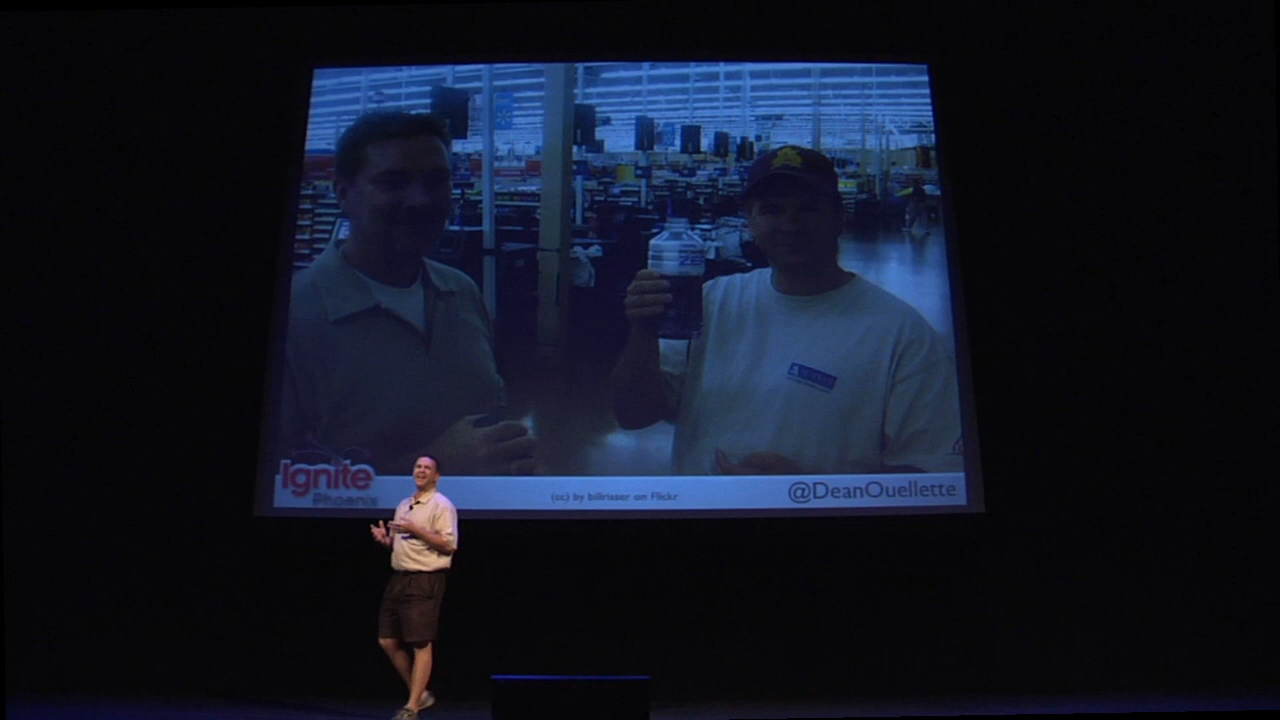 Ignite
Phoenix
(cc) by billrisser on Flickr
@DeanOuellette